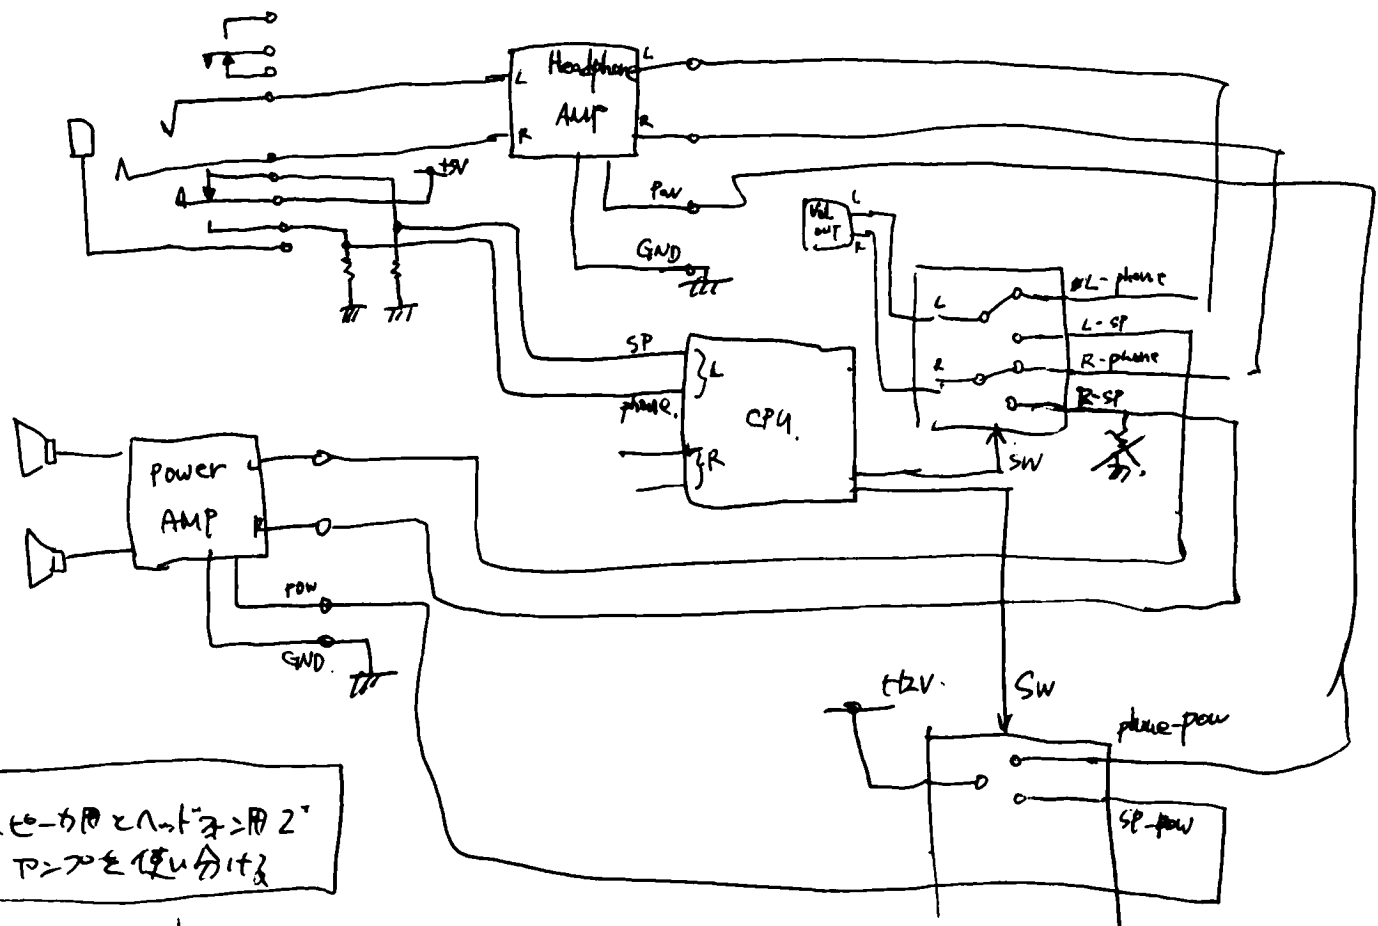 Headphone
AMP
L
R
L
R
+5V
Pow
GND
Vol
OUT
L
R
L
R
L-phone
L-SP
R-phone
R-SP
SW
SP
phone.
L
R
CPU.
Power
AMP
L
R
POW
GND.
+12V.
SW
phone-pow
SP-pow
ピーカ用とヘッドホン用で
アンプを使い分ける